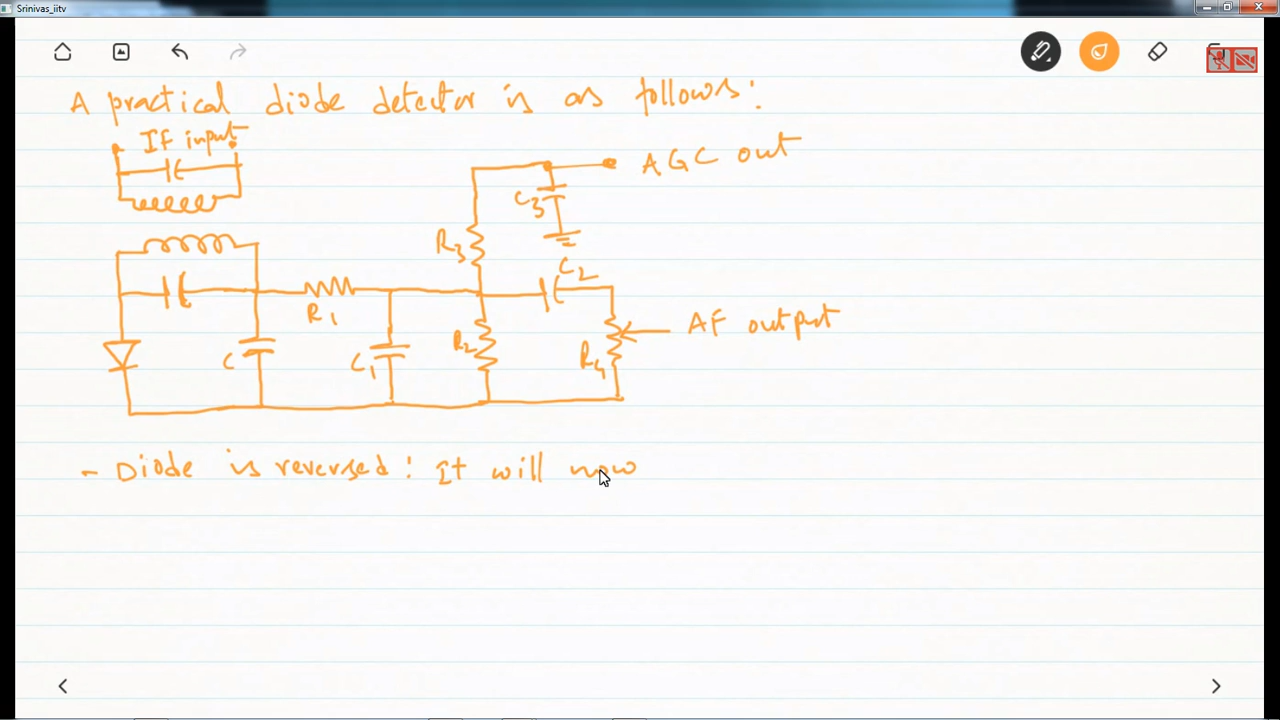 Srinivas_iitv
A practical diode detector is as follows:
IF input
AGC out
C3
R3
C2
R1
AF output
R2
R4
C
C1
- Diode is reversed: It will now